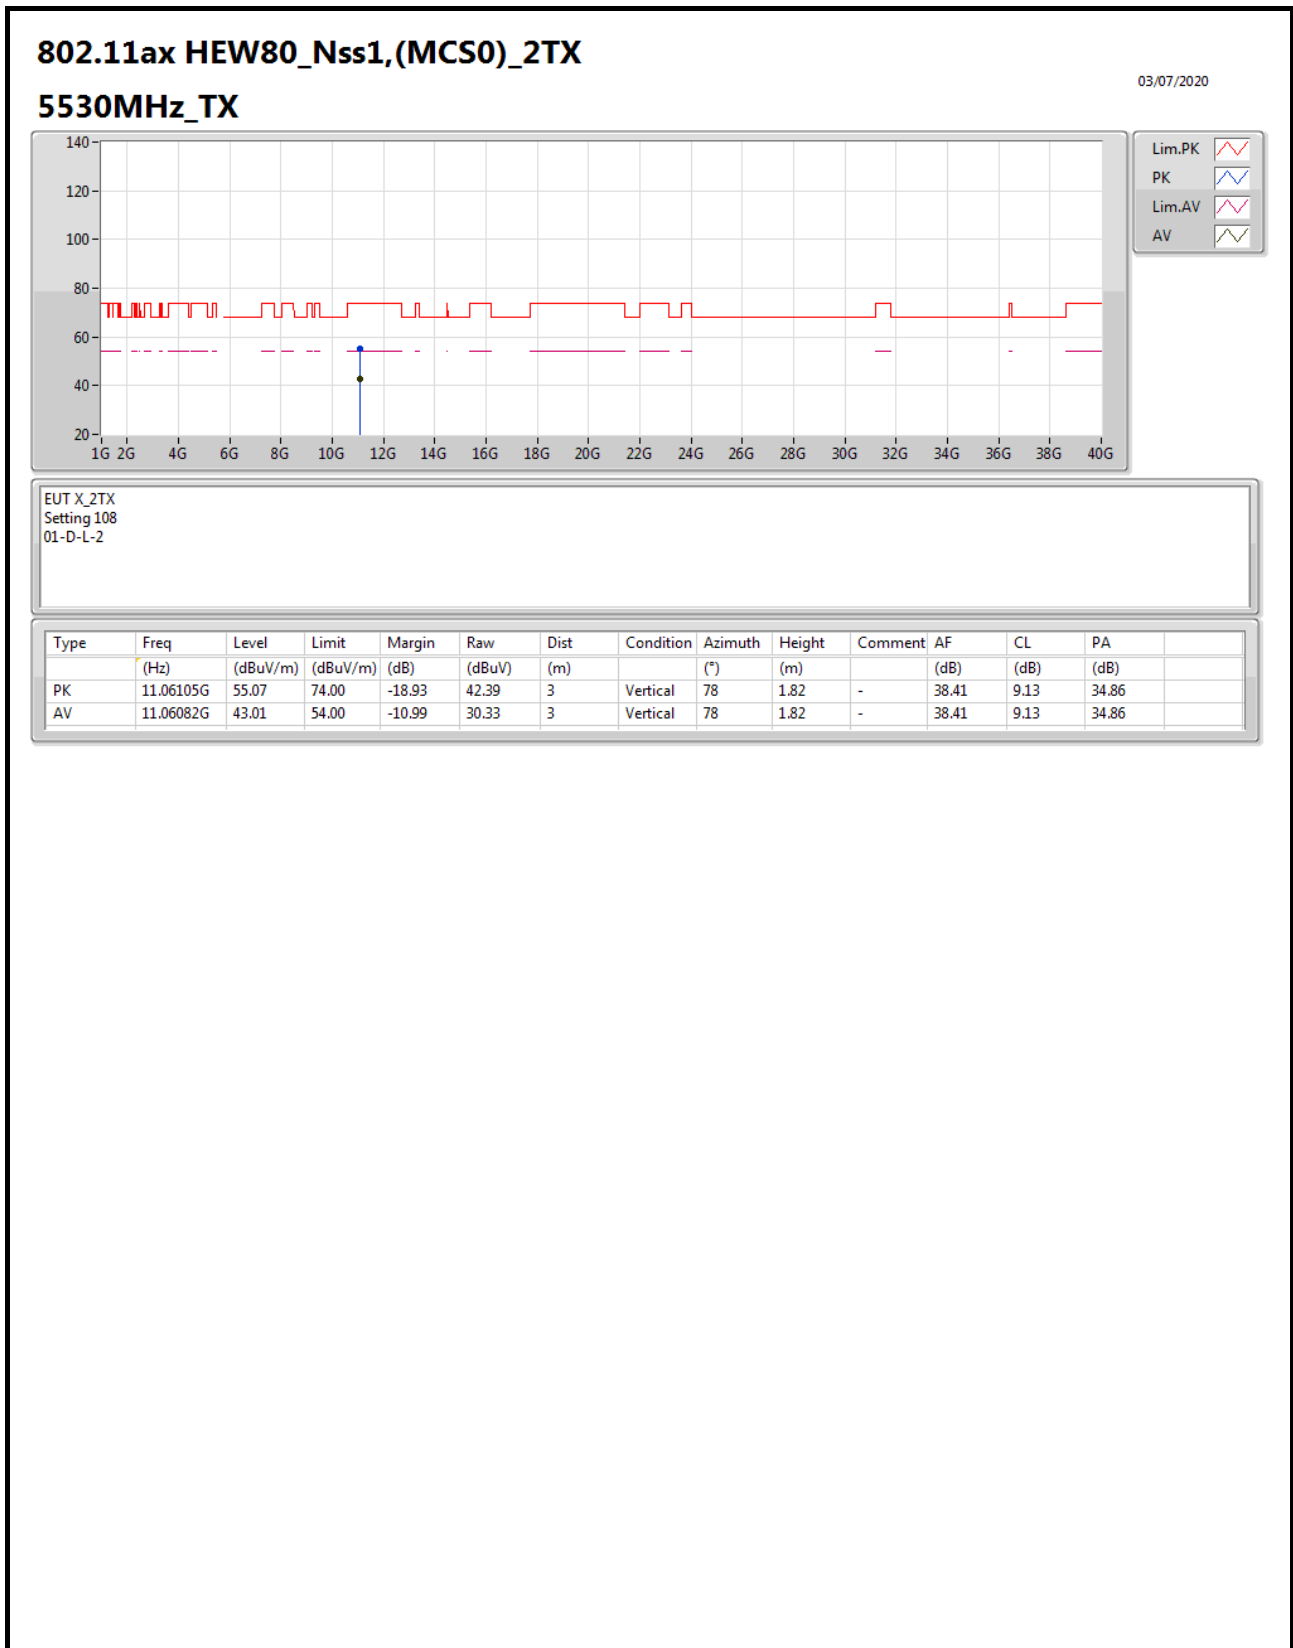 802.11ax HEW80_Nss1,(MCS0)_2TX
03/07/2020
5530MHz_TX
140
120
100
80
60
40
20
1G 2G 4G 6G 8G 10G 12G 14G 16G 18G 20G 22G 24G 26G 28G 30G 32G 34G 36G 38G 40G
Lim.PK
PK
Lim.AV
AV
EUT X_2TX
Setting 108
01-D-L-2
Type Freq Level Limit Margin Raw Dist Condition Azimuth Height Comment AF CL PA
(Hz) (dBuV/m) (dBuV/m) (dB) (dBuV) (m) (°) (m) (dB) (dB) (dB)
PK 11.06105G 55.07 74.00 -18.93 42.39 3 Vertical 78 1.82 - 38.41 9.13 34.86
AV 11.06082G 43.01 54.00 -10.99 30.33 3 Vertical 78 1.82 - 38.41 9.13 34.86